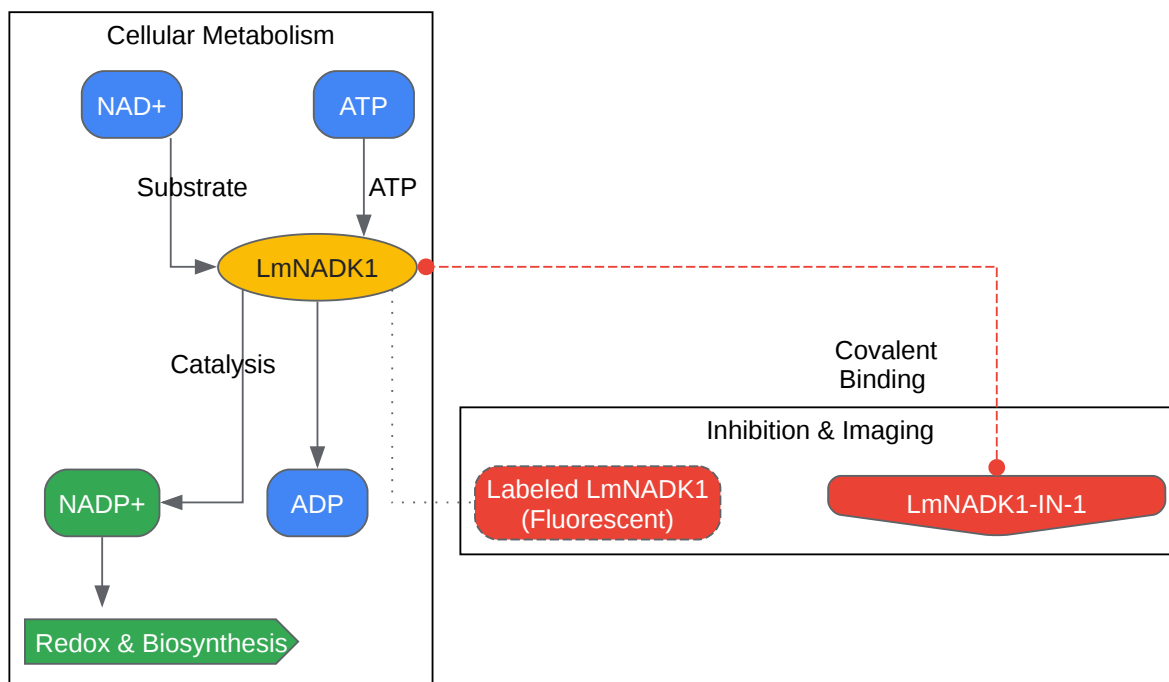 Cellular Metabolism
NAD+
ATP
Substrate
ATP
LmNADK1
Catalysis
Covalent
Binding
Inhibition & Imaging
NADP+
ADP
Labeled LmNADK1
(Fluorescent)
LmNADK1-IN-1
Redox & Biosynthesis